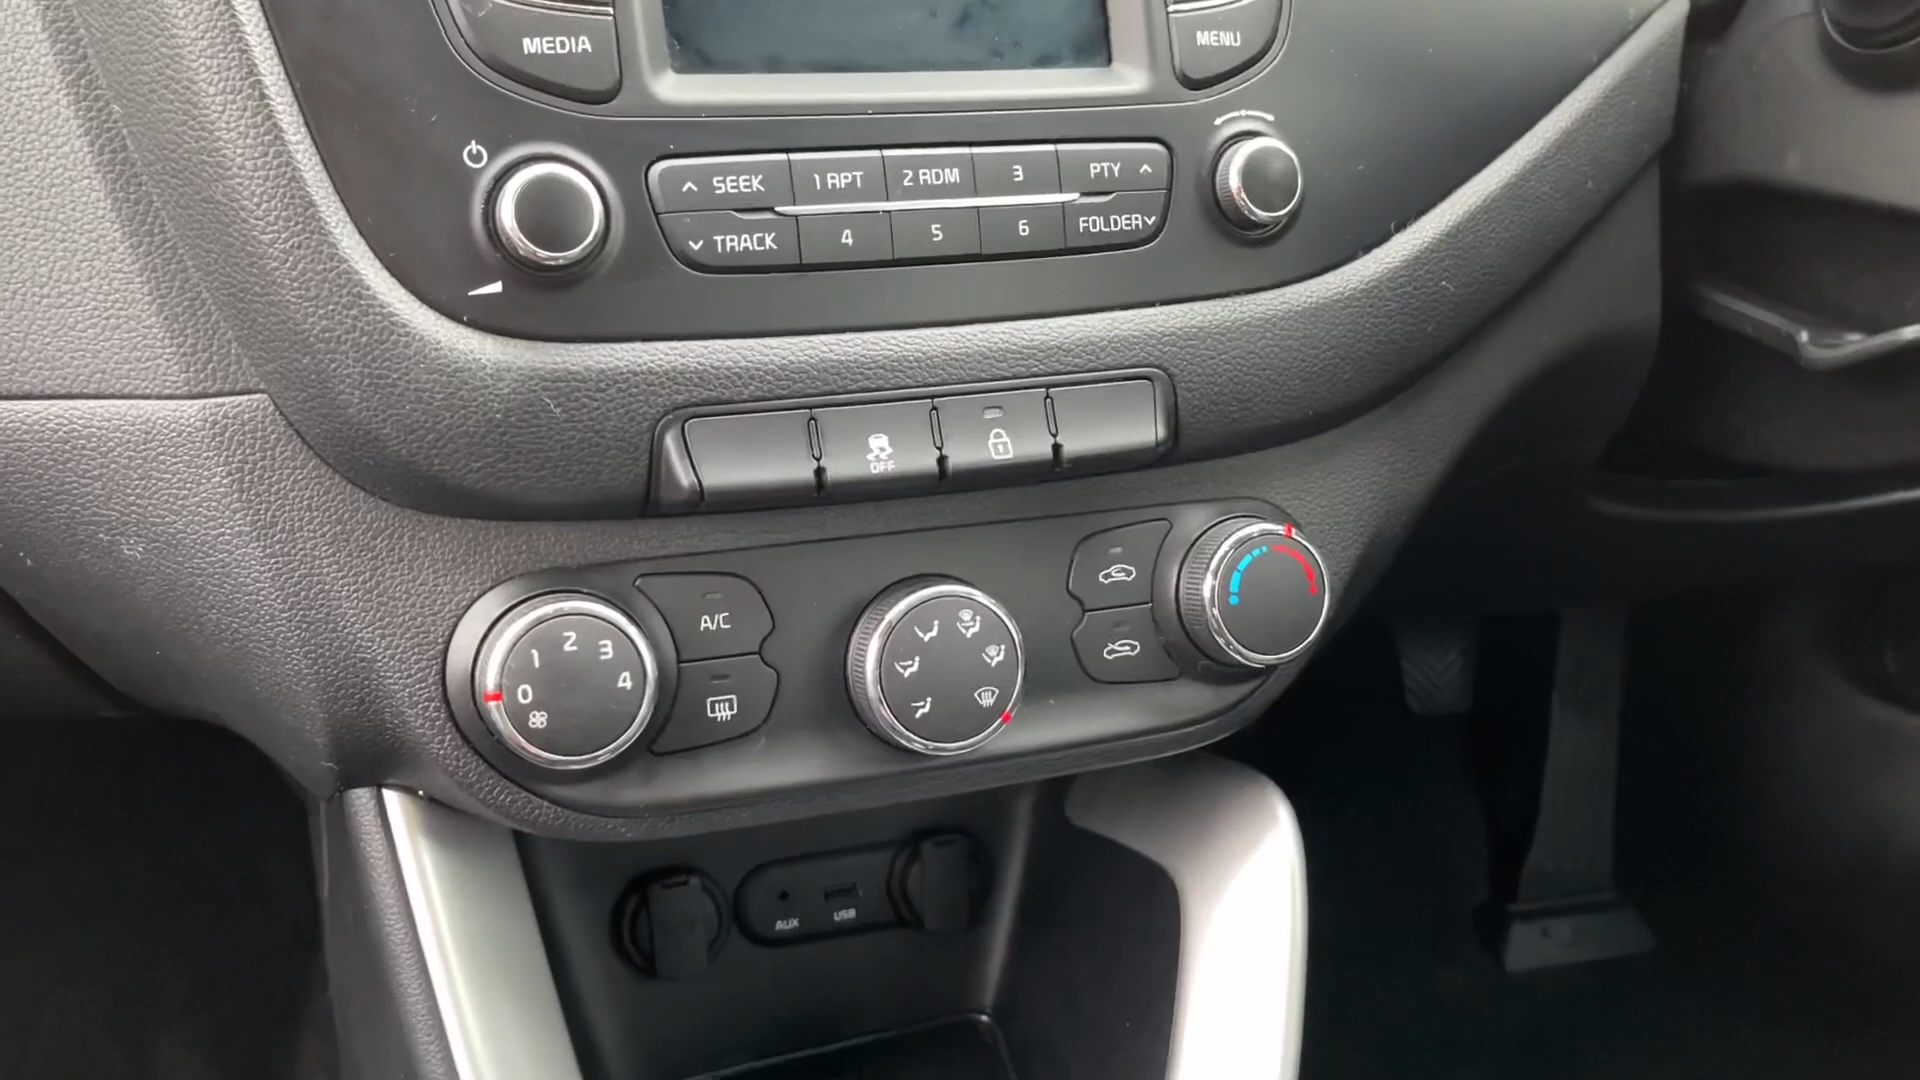 MEDIA
MENU
SEEK
1 RPT
2 RDM
3
PTY
TRACK
4
5
6
FOLDER
OFF
0
1
2
3
4
A/C
AUX
USB